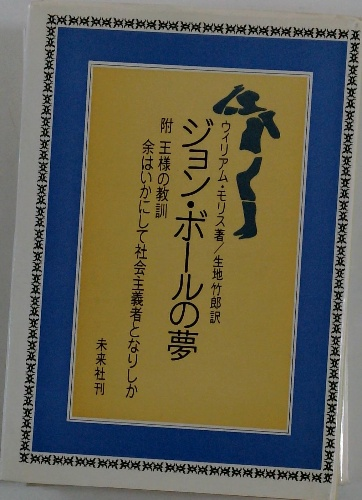 ウィリアム・モリス著/生地竹郎訳
ジョン・ボールの夢
附 王様の教訓
余はいかにして社会主義者となりしか
未来社刊